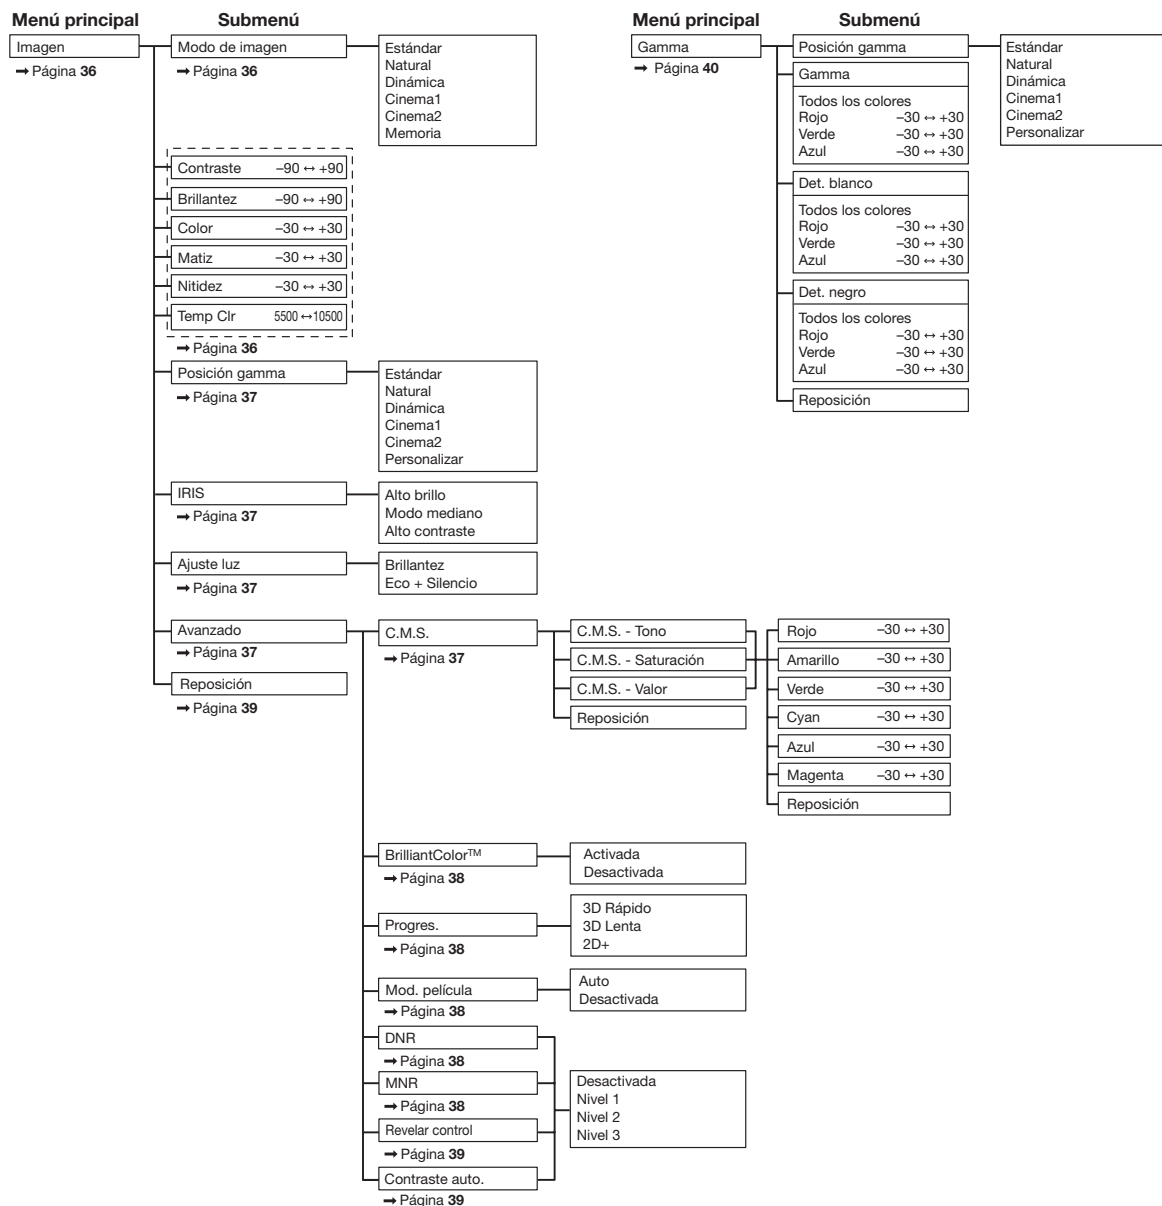 Menú principal
Submenú
Imagen
➞ Página 36
Modo de imagen
➞ Página 36
Estándar
Natural
Dinámica
Cinema1
Cinema2
Memoria
Contraste –90 ↔ +90
Brillantez –90 ↔ +90
Color –30 ↔ +30
Matiz –30 ↔ +30
Nitidez –30 ↔ +30
Temp Clr 5500 ↔10500
➞ Página 36
Posición gamma
➞ Página 37
Estándar
Natural
Dinámica
Cinema1
Cinema2
Personalizar
IRIS
➞ Página 37
Alto brillo
Modo mediano
Alto contraste
Ajuste luz
➞ Página 37
Brillantez
Eco + Silencio
Avanzado
➞ Página 37
Reposición
➞ Página 39
C.M.S.
➞ Página 37
C.M.S. - Tono
C.M.S. - Saturación
C.M.S. - Valor
Reposición
Rojo –30 ↔ +30
Amarillo –30 ↔ +30
Verde –30 ↔ +30
Cyan –30 ↔ +30
Azul –30 ↔ +30
Magenta –30 ↔ +30
Reposición
BrilliantColor™
➞ Página 38
Activada
Desactivada
Progres.
➞ Página 38
3D Rápido
3D Lenta
2D+
Mod. película
➞ Página 38
Auto
Desactivada
DNR
➞ Página 38
MNR
➞ Página 38
Revelar control
➞ Página 39
Contraste auto.
➞ Página 39
Desactivada
Nivel 1
Nivel 2
Nivel 3
Menú principal
Submenú
Gamma
➞ Página 40
Posición gamma
Estándar
Natural
Dinámica
Cinema1
Cinema2
Personalizar
Gamma
Todos los colores
Rojo –30 ↔ +30
Verde –30 ↔ +30
Azul –30 ↔ +30
Det. blanco
Todos los colores
Rojo –30 ↔ +30
Verde –30 ↔ +30
Azul –30 ↔ +30
Det. negro
Todos los colores
Rojo –30 ↔ +30
Verde –30 ↔ +30
Azul –30 ↔ +30
Reposición